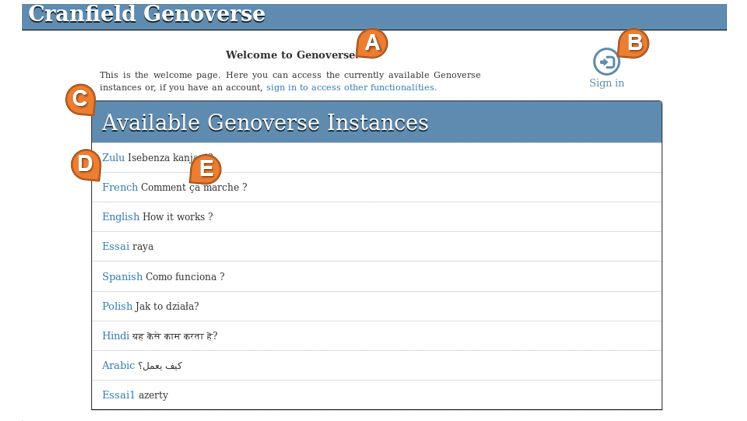 Cranfield Genoverse
A
B
Welcome to Genoverse
This is the welcome page. Here you can access the currently available Genoverse
instances or, if you have an account, sign in to access other functionalities.
Sign in
C
Available Genoverse Instances
D
Zulu Isebenza ?
E
French Comment ça marche ?
English How it works ?
Essai raya
Spanish Como funciona ?
Polish Jak to działa?
Hindi यह केसे काम करता हे?
Arabic كيف يعمل؟
Essai1 azerty